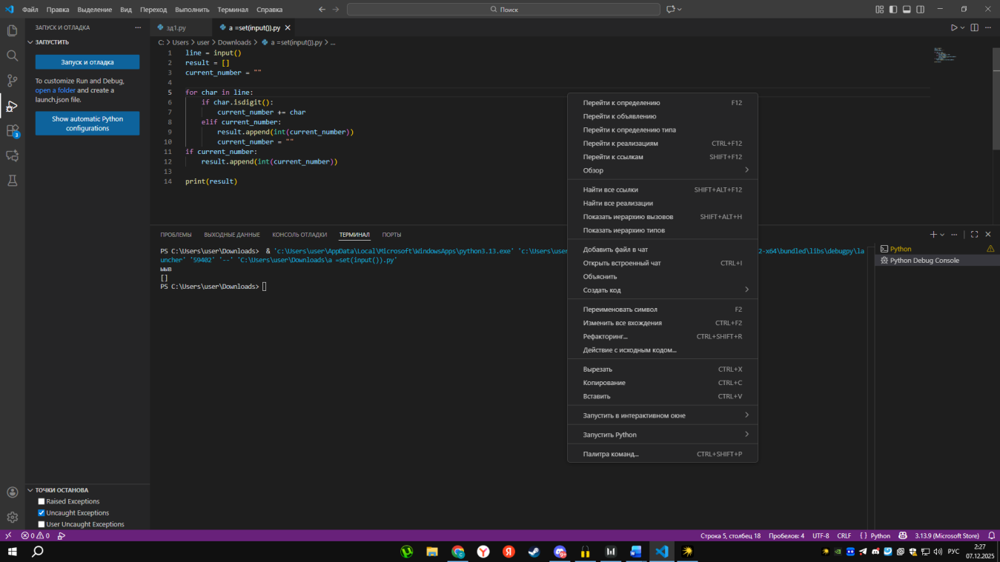 Файл Правка Выделение Вид Переход Выполнить Терминал Справка
Поиск
ЗАПУСК И ОТЛАДКА
зд1.py
a =set(input()).py
ЗАПУСТИТЬ
C: > Users > user > Downloads > a =set(input()).py > ...
Запуск и отладка
To customize Run and Debug,
open a folder and create a
launch.json file.
Show automatic Python
configurations
3
1 line = input()
2 result = []
3 current_number = ""
4
5 for char in line:
6 if char.isdigit():
7 current_number += char
8 elif current_number:
9 result.append(int(current_number))
10 current_number = ""
11 if current_number:
12 result.append(int(current_number))
13
14 print(result)
Перейти к определению F12
Перейти к объявлению
Перейти к определению типа
Перейти к реализациям CTRL+F12
Перейти к ссылкам SHIFT+F12
Обзор
Найти все ссылки SHIFT+ALT+F12
Найти все реализации
Показать иерархию вызовов SHIFT+ALT+H
Показать иерархию типов
Добавить файл в чат
Открыть встроенный чат CTRL+I
Объяснить
Создать код
Переименовать символ F2
Изменить все вхождения CTRL+F2
Рефакторинг... CTRL+SHIFT+R
Действие с исходным кодом...
Вырезать CTRL+X
Копирование CTRL+C
Вставить CTRL+V
Запустить в интерактивном окне
Запустить Python
Палитра команд... CTRL+SHIFT+P
ПРОБЛЕМЫ ВЫХОДНЫЕ ДАННЫЕ КОНСОЛЬ ОТЛАДКИ ТЕРМИНАЛ ПОРТЫ
PS C:\Users\user\Downloads> & 'c:\Users\user\AppData\Local\Microsoft\WindowsApps\python3.13.exe' 'c:\Users\user 2-x64\bundled\libs\debugpy\la
uncher' '59402' '--' 'C:\Users\user\Downloads\a =set(input()).py'
ыыв
[]
PS C:\Users\user\Downloads>
Python
Python Debug Console
ТОЧКИ ОСТАНОВА
Raised Exceptions
Uncaught Exceptions
User Uncaught Exceptions
0 0
Строка 5, столбец 18 Пробелов: 4 UTF-8 CRLF { } Python 3.13.9 (Microsoft Store)
РУС
2:27
07.12.2025